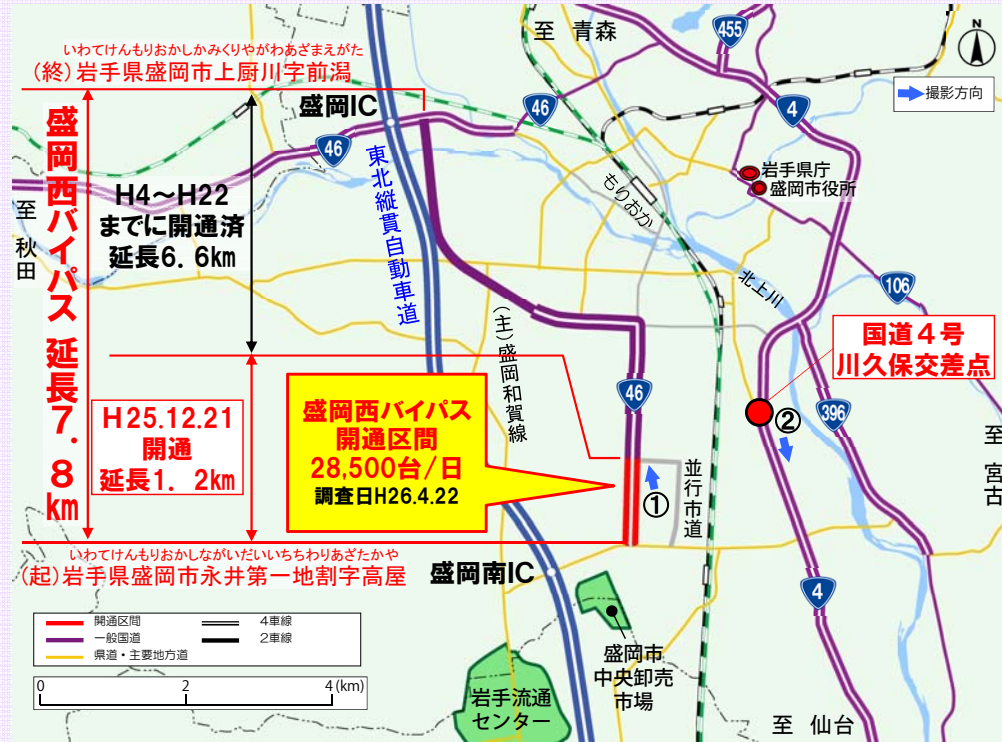 いわてけんもりおかしかみくりやがわあざまえがた
(終)岩手県盛岡市上厨川字前潟
至 青森
455
N
撮影方向
盛岡IC
46
46
4
東北縦貫自動車道
もりおか
岩手県庁
盛岡市役所
至 秋田
盛岡西バイパス 延長7.8km
H4～H22
までに開通済
延長6.6km
北上川
106
(主)盛岡和賀線
国道4号
川久保交差点
46
H25.12.21
開通
延長1.2km
盛岡西バイパス
開通区間
28,500台/日
調査日H26.4.22
②
396
至 宮古
①
並行市道
いわてけんもりおかしながいだいいちちわりあざたかや
(起)岩手県盛岡市永井第一地割字高屋
盛岡南IC
4
開通区間
4車線
一般国道
2車線
県道・主要地方道
0 2 4(km)
盛岡市
中央卸売
市場
岩手流通
センター
至 仙台